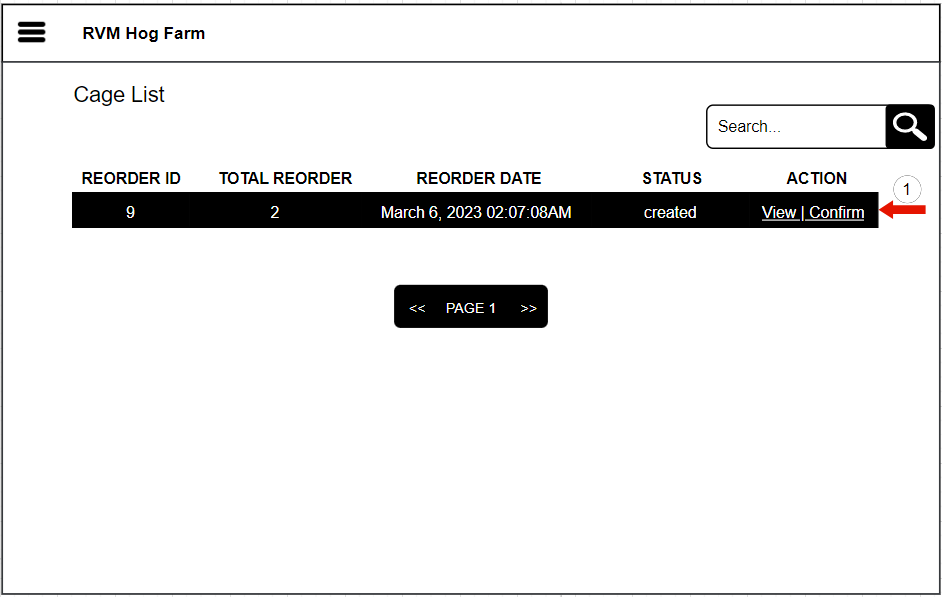 RVM Hog Farm
Cage List
Search...
REORDER ID TOTAL REORDER REORDER DATE STATUS ACTION
1
9 2 March 6, 2023 02:07:08AM created View | Confirm
<< PAGE 1 >>